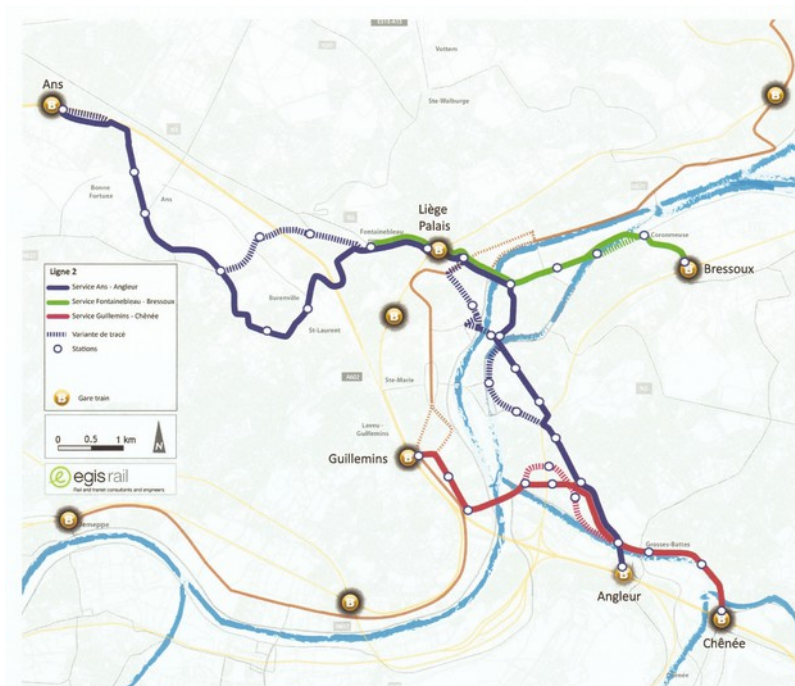 Vottem
Ans
Ste-Walburge
Bonne
Fortune
Ans
Liège
Palais
Fontainebleau
Coronmeuse
Bressoux
Ligne 2
Service Ans - Angleur
Service Fontainebleau - Bressoux
Service Guillemins - Chênée
Variante de tracé
Stations
Gare train
Burenville
St-Laurent
Ste-Marie
0 0.5 1 km
N
Laveu -
Guillemins
Guillemins
egis rail
Rail and transit consultants and engineers
Grosses-Battes
Angleur
Chênée
Chênée